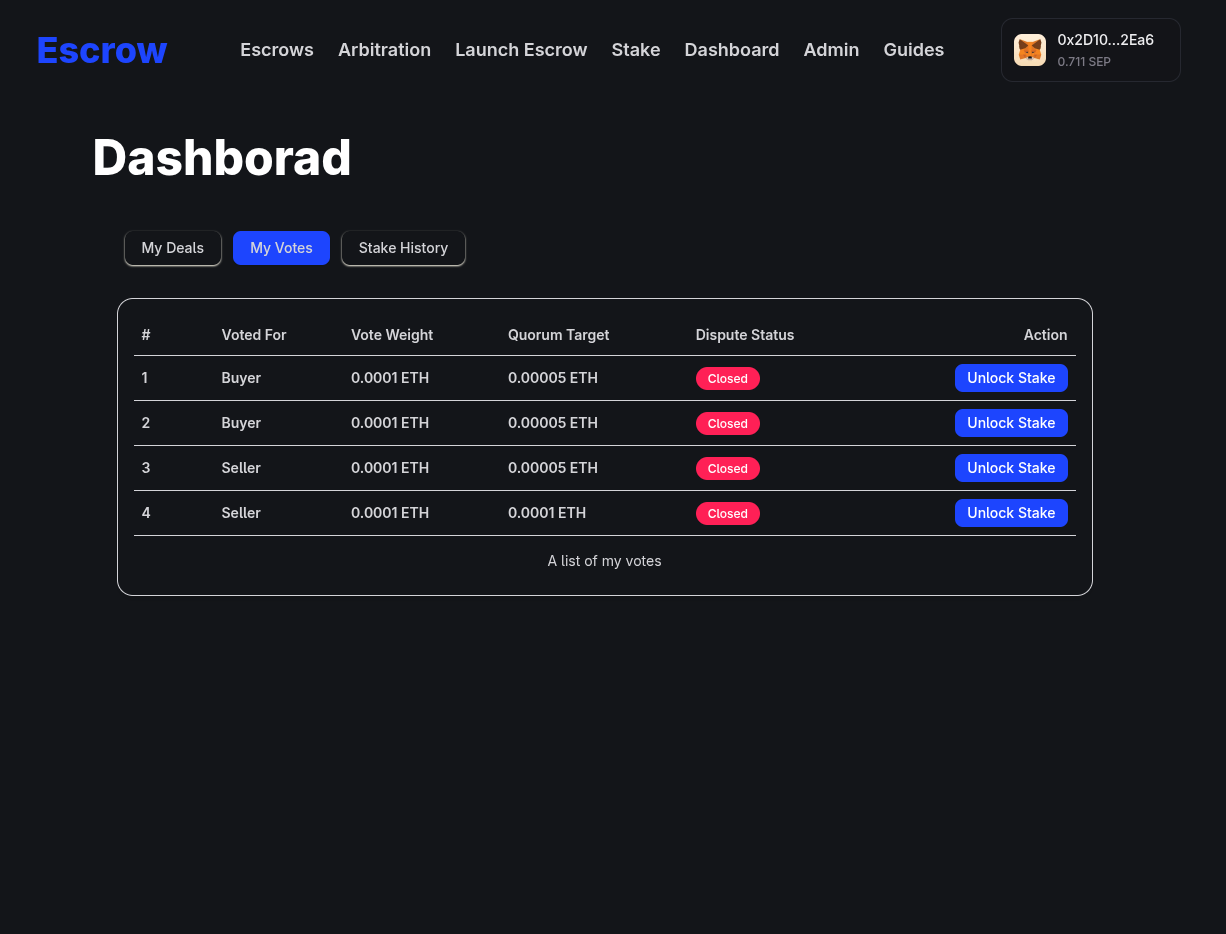 Escrow
Escrows Arbitration Launch Escrow Stake Dashboard Admin Guides
0x2D10...2Ea6
0.711 SEP
Dashborad
My Deals My Votes Stake History
# Voted For Vote Weight Quorum Target Dispute Status Action
1 Buyer 0.0001 ETH 0.00005 ETH Closed Unlock Stake
2 Buyer 0.0001 ETH 0.00005 ETH Closed Unlock Stake
3 Seller 0.0001 ETH 0.00005 ETH Closed Unlock Stake
4 Seller 0.0001 ETH 0.0001 ETH Closed Unlock Stake
A list of my votes